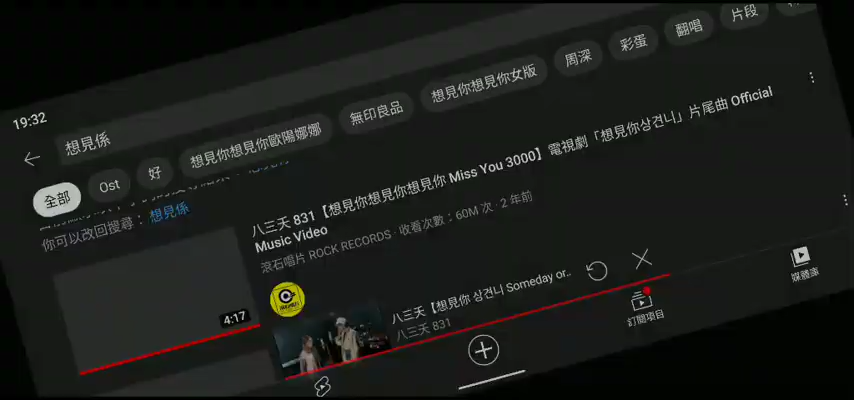 19:32
想見係
全部
Ost
好
想見你想見你歐陽娜娜
無印良品
想見你想見你女版
周深
彩蛋
翻唱
片段
你可以改回搜尋：想見係
八三夭 831【想見你想見你想見你 Miss You 3000】電視劇「想見你상견니」片尾曲 Official
Music Video
滾石唱片 ROCK RECORDS · 收看次數：60M 次 · 2 年前
4:17
八三夭【想見你 상견니 Someday or..
八三夭 831
訂閱項目
媒體庫